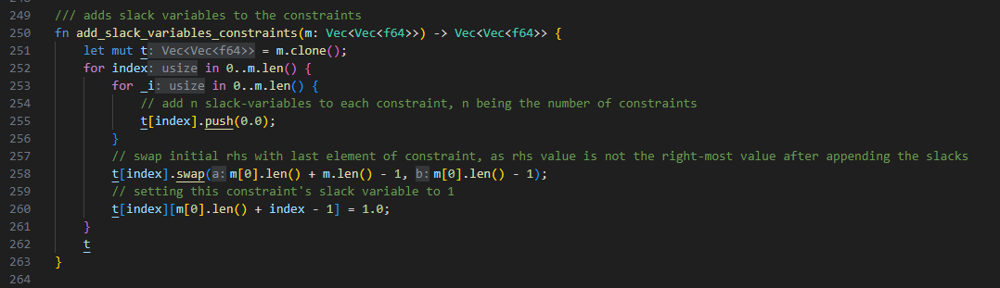 249 /// adds slack variables to the constraints
250 fn add_slack_variables_constraints(m: Vec<Vec<f64>>) -> Vec<Vec<f64>> {
251     let mut t: Vec<Vec<f64>> = m.clone();
252     for index: usize in 0..m.len() {
253         for _i: usize in 0..m.len() {
254             // add n slack-variables to each constraint, n being the number of constraints
255             t[index].push(0.0);
256         }
257         // swap initial rhs with last element of constraint, as rhs value is not the right-most value after appending the slacks
258         t[index].swap(a: m[0].len() + m.len() - 1, b: m[0].len() - 1);
259         // setting this constraint's slack variable to 1
260         t[index][m[0].len() + index - 1] = 1.0;
261     }
262     t
263 }
264